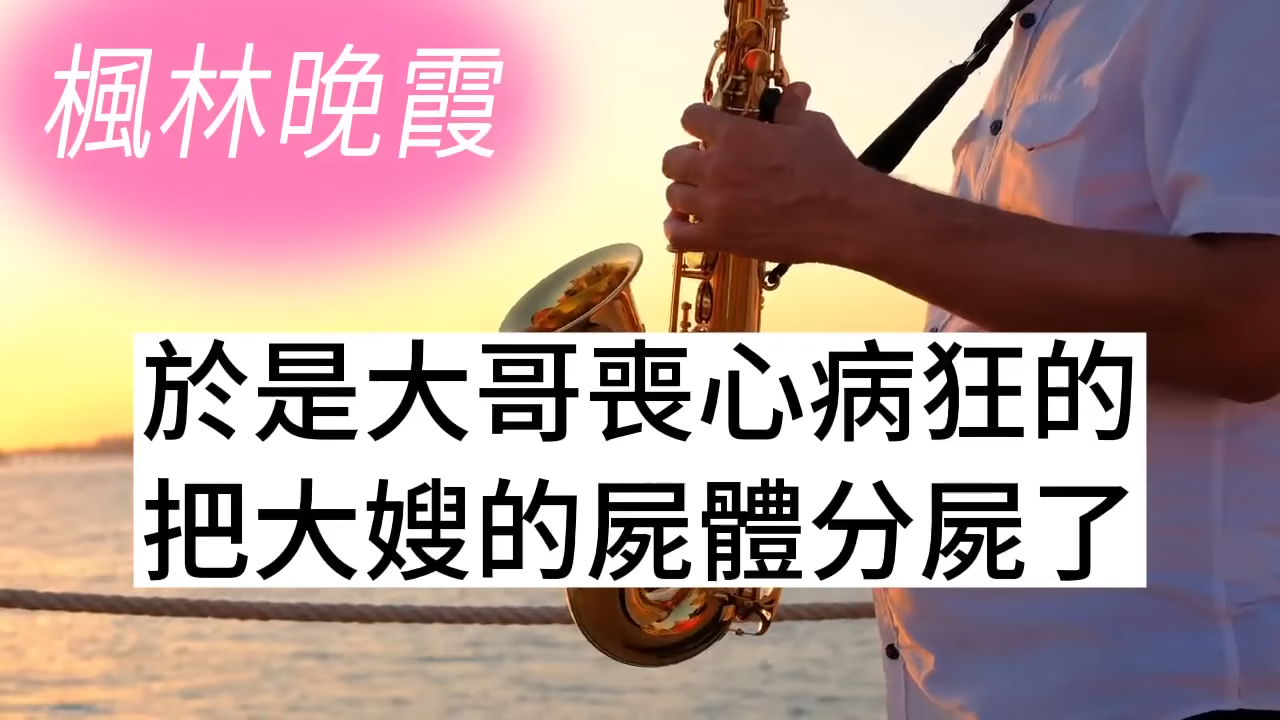 楓林晚霞
於是大哥喪心病狂的
把大嫂的屍體分屍了